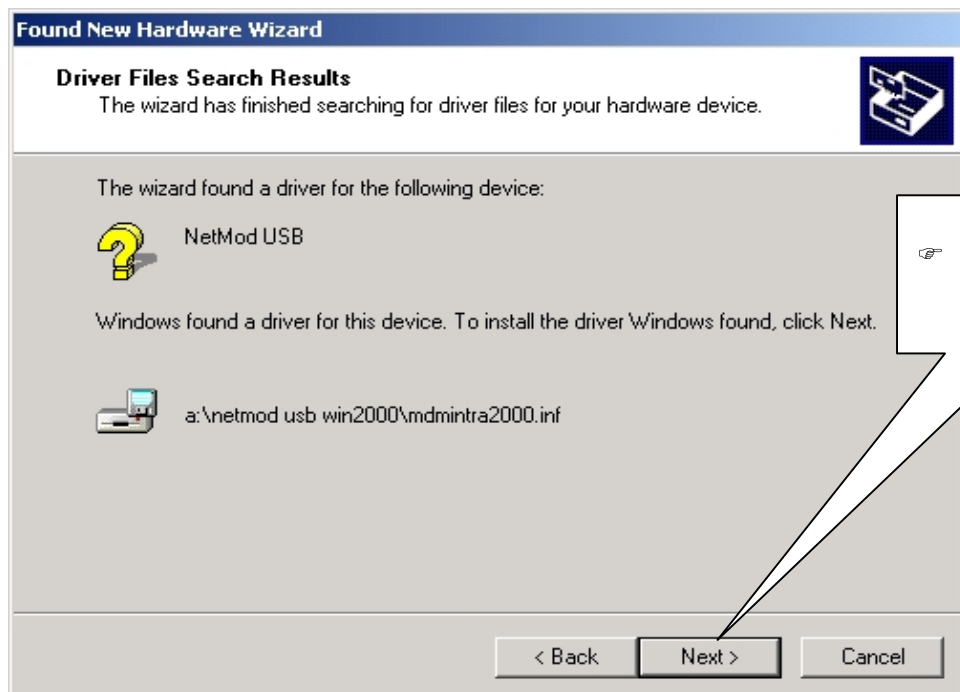 Found New Hardware Wizard
Driver Files Search Results
The wizard has finished searching for driver files for your hardware device.
The wizard found a driver for the following device:
NetMod USB
Windows found a driver for this device. To install the driver Windows found, click Next.
a:\netmod usb win2000\mdmintra2000.inf
< Back
Next >
Cancel